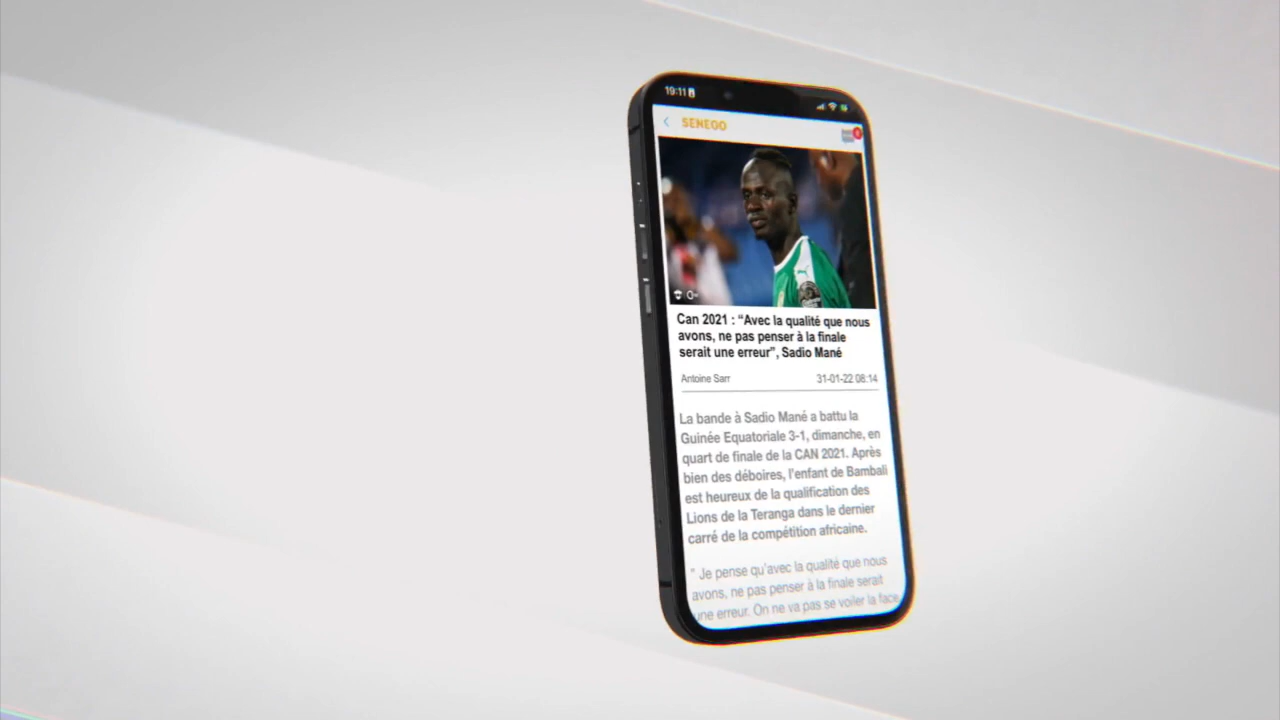 19:11
SENEGO
Can 2021 : “Avec la qualité que nous
avons, ne pas penser à la finale
serait une erreur”, Sadio Mané
Antoine Sarr 31-01-22 08:14
La bande à Sadio Mané a battu la
Guinée Equatoriale 3-1, dimanche, en
quart de finale de la CAN 2021. Après
bien des déboires, l'enfant de Bambali
est heureux de la qualification des
Lions de la Teranga dans le dernier
carré de la compétition africaine.
" Je pense qu'avec la qualité que nous
avons, ne pas penser à la finale serait
une erreur. On ne va pas se voiler la face